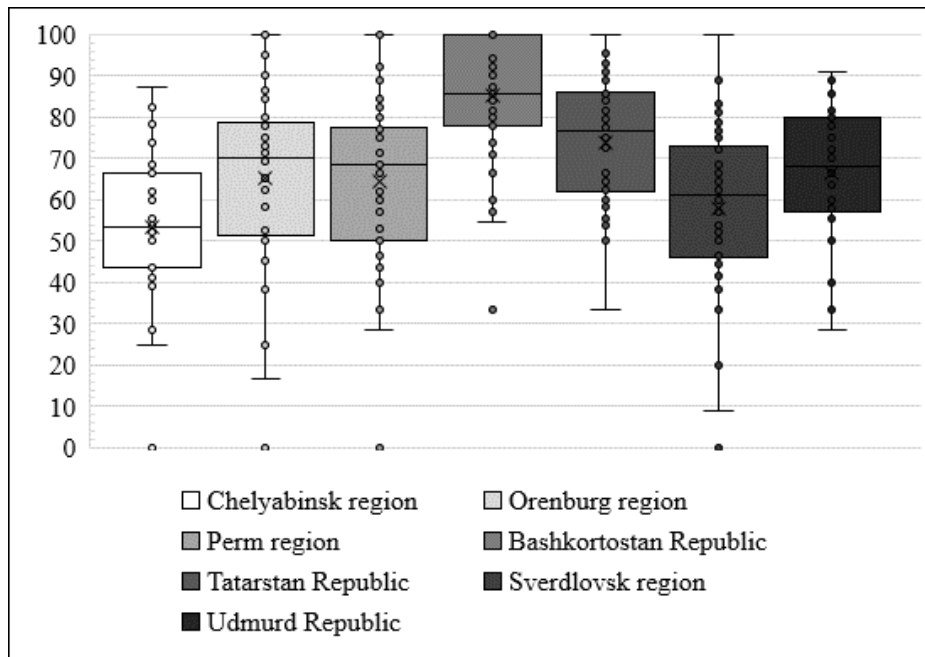 100
90
80
70
60
50
40
30
20
10
0
Chelyabinsk region
Orenburg region
Perm region
Bashkortostan Republic
Tatarstan Republic
Sverdlovsk region
Udmurd Republic